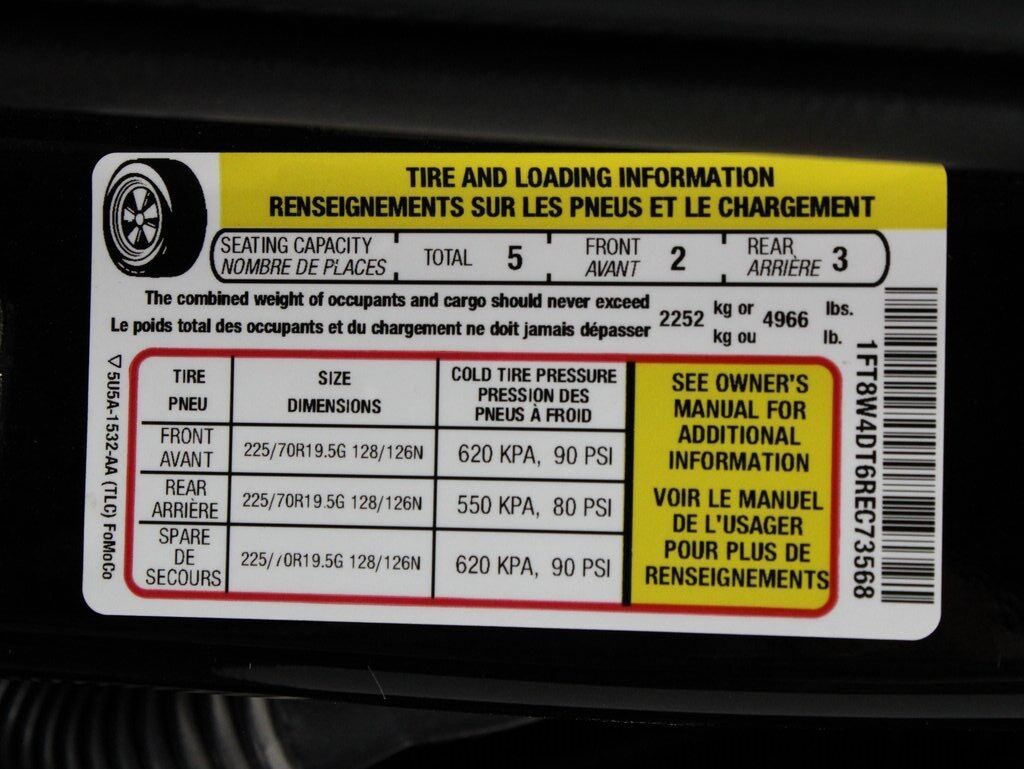 TIRE AND LOADING INFORMATION
RENSEIGNEMENTS SUR LES PNEUS ET LE CHARGEMENT
SEATING CAPACITY TOTAL 5 FRONT 2 REAR 3
NOMBRE DE PLACES AVANT ARRIÈRE
The combined weight of occupants and cargo should never exceed 2252 kg or 4966 lbs.
Le poids total des occupants et du chargement ne doit jamais dépasser kg ou lb.
TIRE SIZE COLD TIRE PRESSURE
PNEU DIMENSIONS PRESSION DES
PNEUS À FROID
FRONT
AVANT 225/70R19.5G 128/126N 620 KPA, 90 PSI
REAR
ARRIÈRE 225/70R19.5G 128/126N 550 KPA, 80 PSI
SPARE
DE
SECOURS 225/70R19.5G 128/126N 620 KPA, 90 PSI
SEE OWNER'S
MANUAL FOR
ADDITIONAL
INFORMATION
VOIR LE MANUEL
DE L'USAGER
POUR PLUS DE
RENSEIGNEMENTS
5U5A-1532-AA (TLC) FoMoCo
1FT8W4DT6REC73568